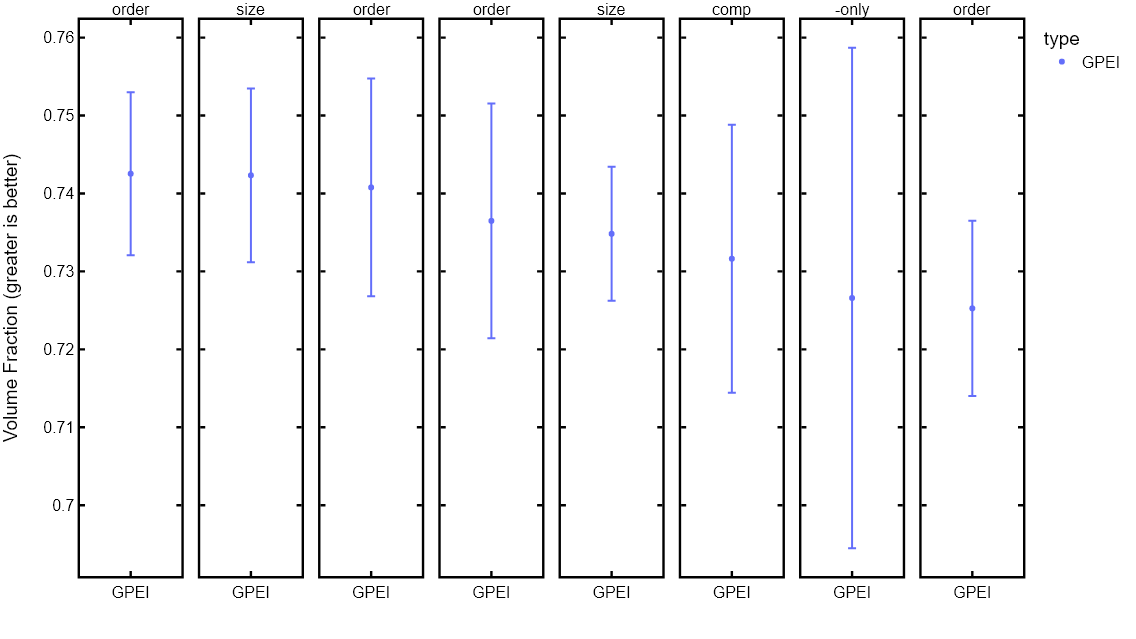 order size order order size comp -only order
type
GPEI
0.76
0.75
0.74
0.73
0.72
0.71
0.7
Volume Fraction (greater is better)
GPEI GPEI GPEI GPEI GPEI GPEI GPEI GPEI